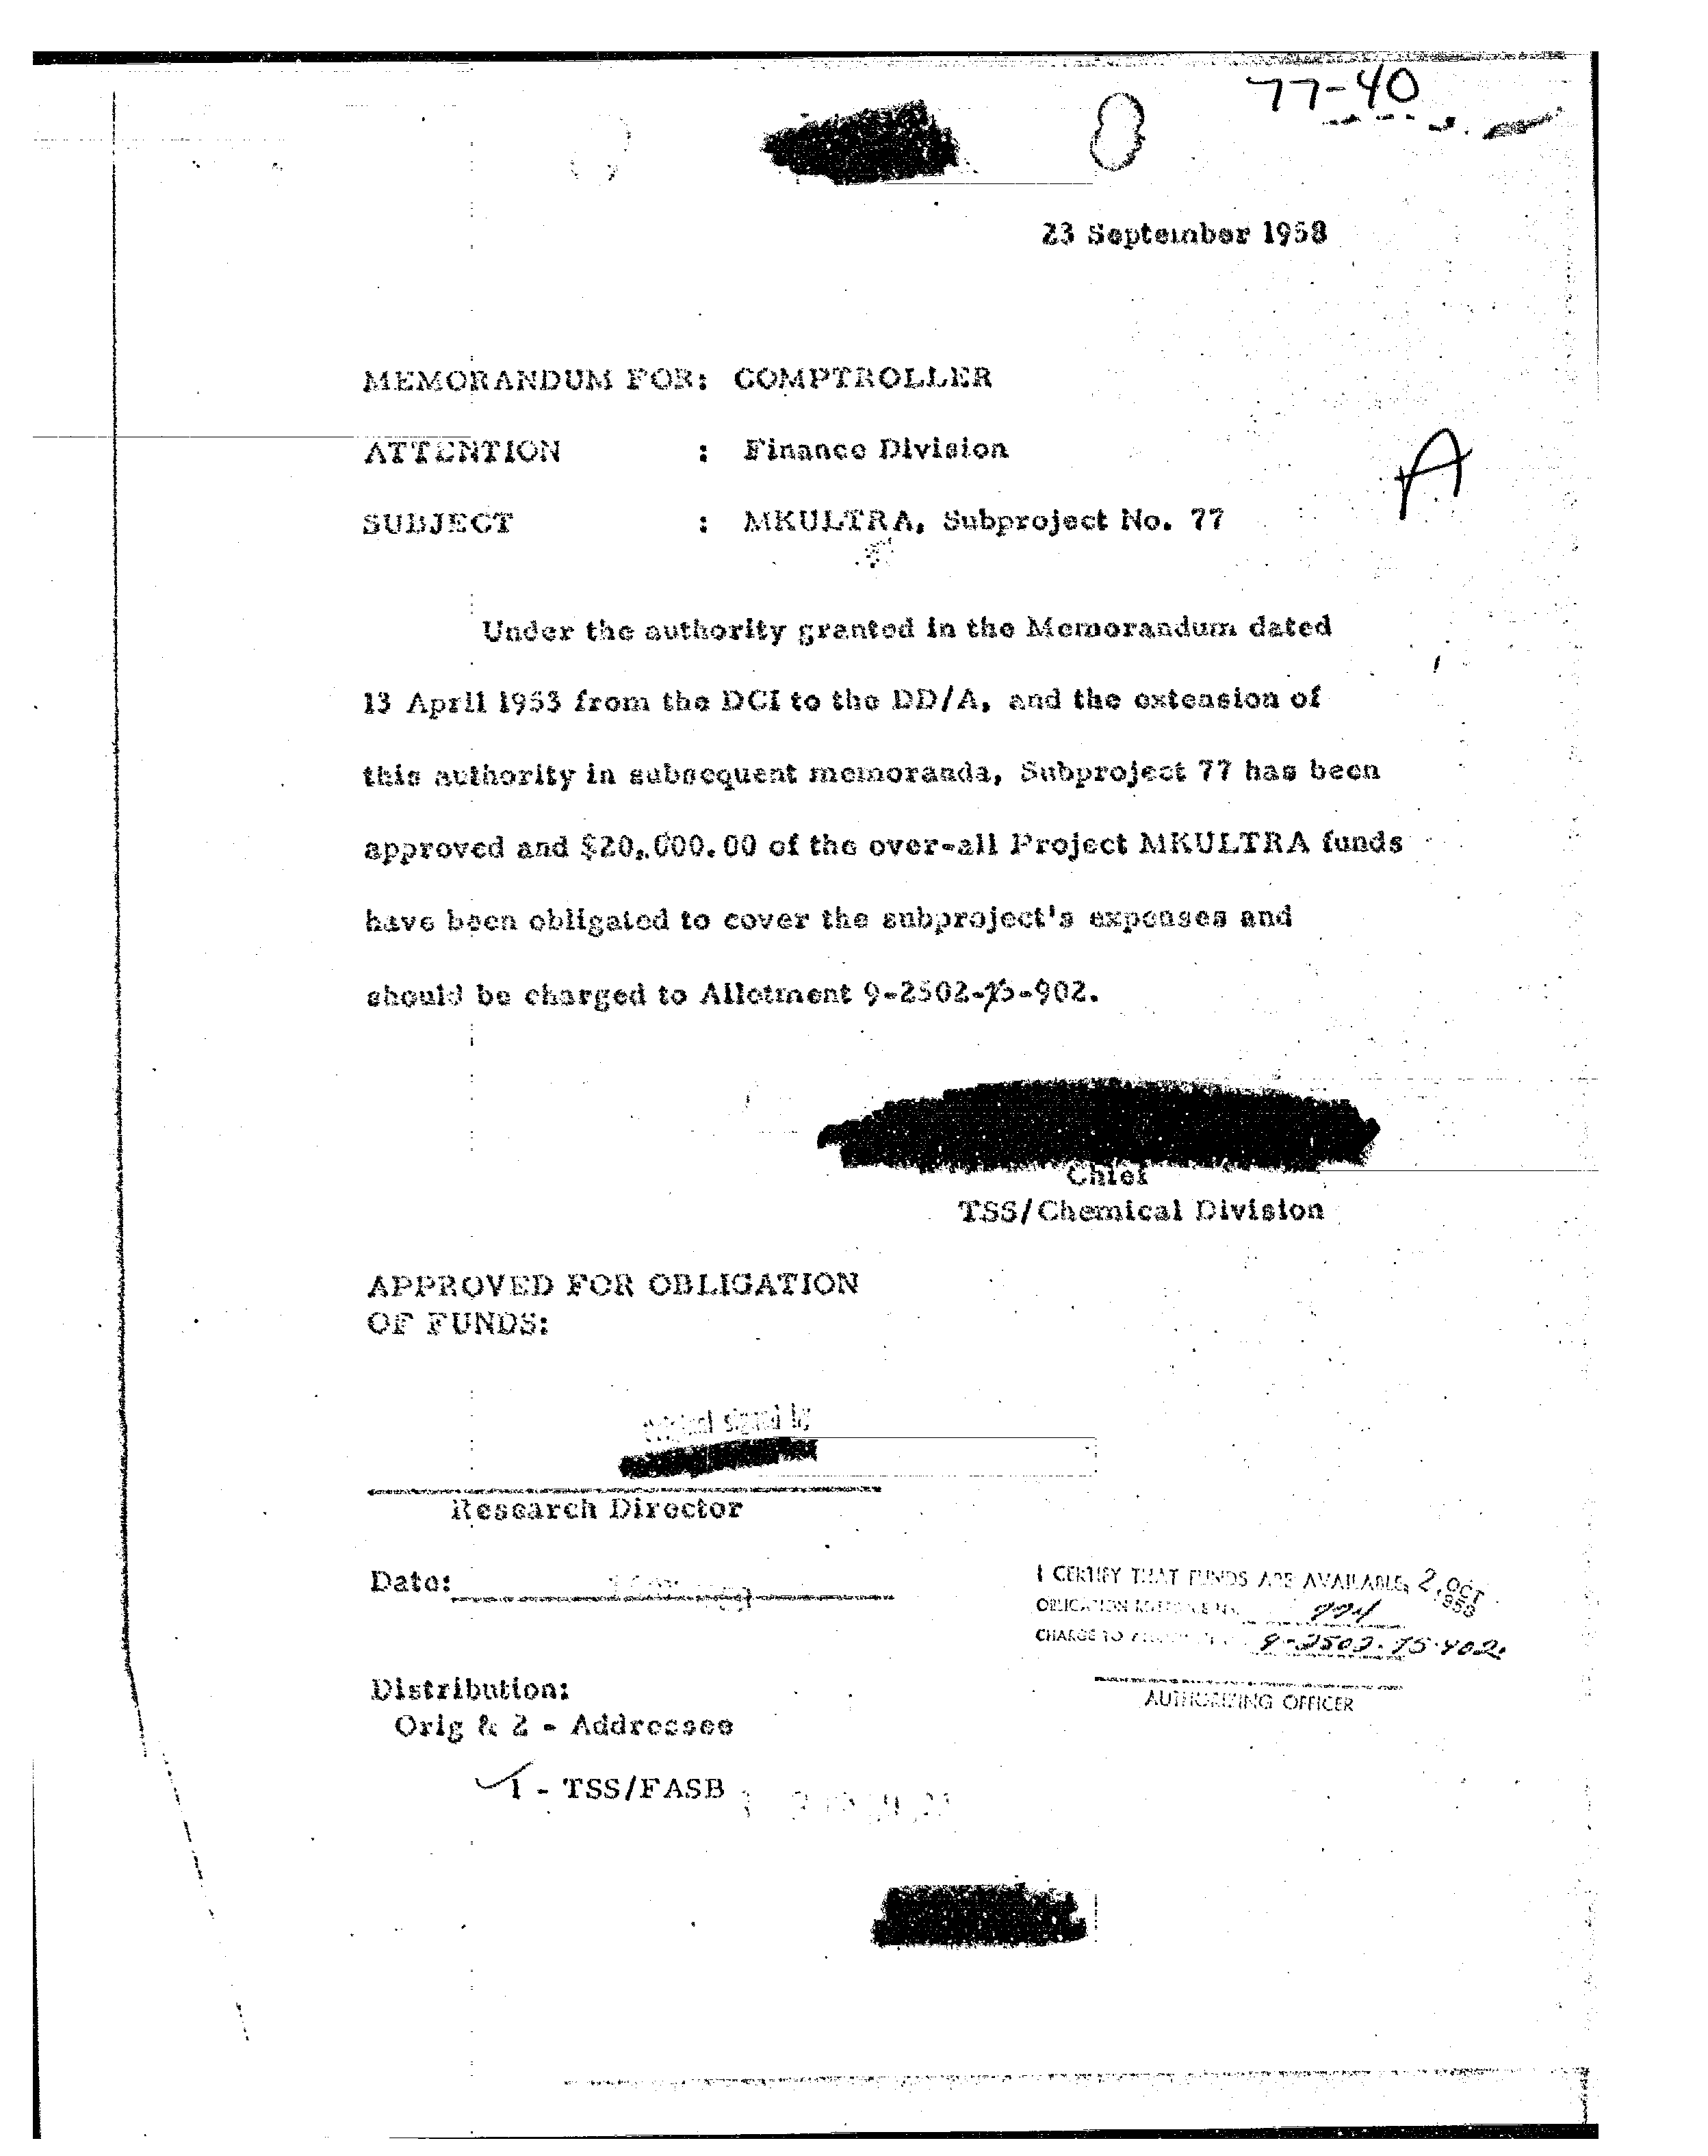 77-40
23 September 1958
MEMORANDUM FOR: COMPTROLLER
ATTENTION : Finance Division
A
SUBJECT : MKULTRA, Subproject No. 77
Under the authority granted in the Memorandum dated
13 April 1953 from the DCI to the DD/A, and the extension of
this authority in subsequent memoranda, Subproject 77 has been
approved and $20,000.00 of the over-all Project MKULTRA funds
have been obligated to cover the subproject's expenses and
should be charged to Allotment 9-2502-75-902.
Chief
TSS/Chemical Division
APPROVED FOR OBLIGATION
OF FUNDS:
Original signed by
Research Director
Date:
I CERTIFY THAT FUNDS ARE AVAILABLE. 2 OCT 1958
OBLIGATION REFERENCE NO.
CHARGE TO 9-2502-75-902
AUTHORIZING OFFICER
Distribution:
Orig & 2 - Addressee
1 - TSS/FASB